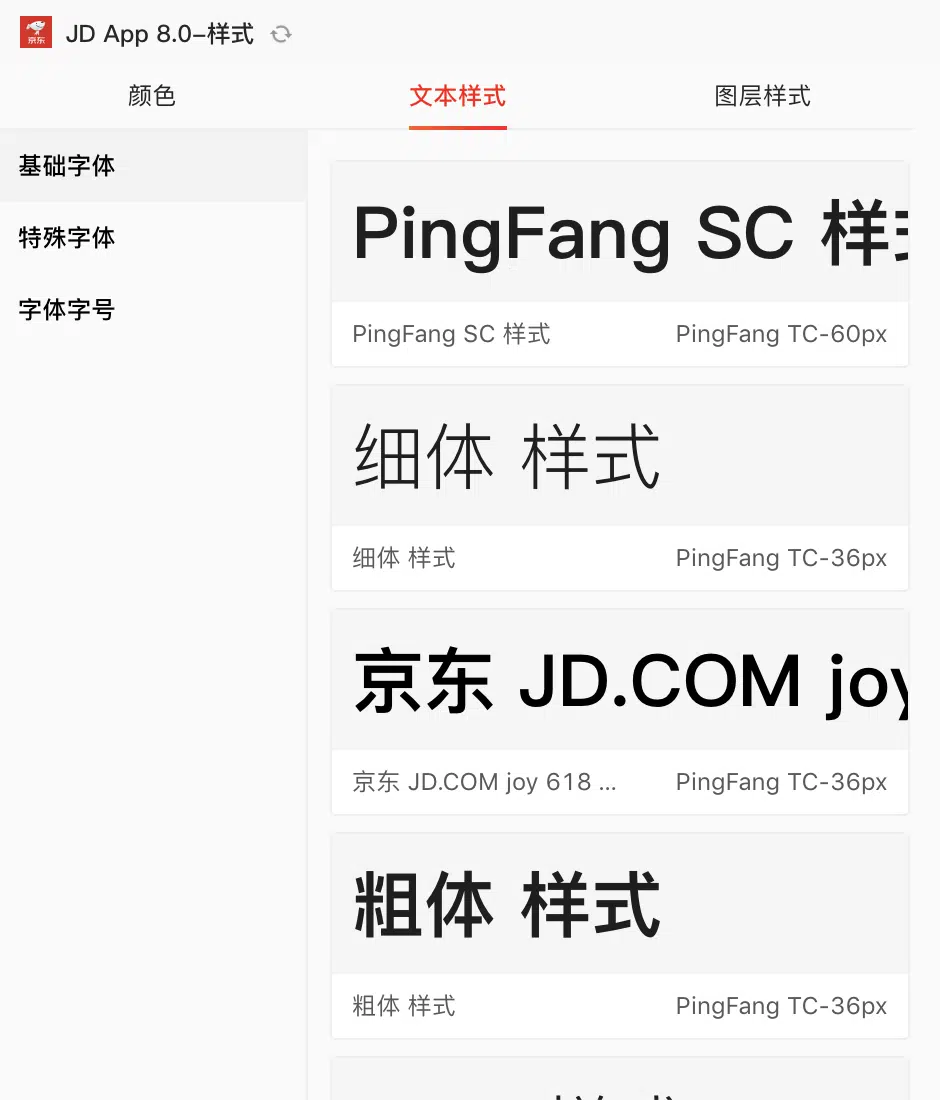 京东
JD App 8.0-样式
颜色
文本样式
图层样式
基础字体
特殊字体
字体字号
PingFang SC 样
PingFang SC 样式
PingFang TC-60px
细体 样式
细体 样式
PingFang TC-36px
京东 JD.COM joy
京东 JD.COM joy 618 ...
PingFang TC-36px
粗体 样式
粗体 样式
PingFang TC-36px